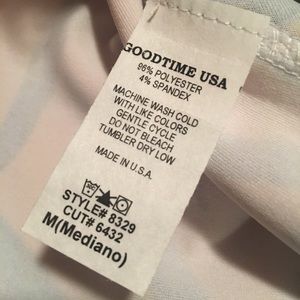 GOODTIME USA
96% POLYESTER
4% SPANDEX
MACHINE WASH COLD
WITH LIKE COLORS
GENTLE CYCLE
DO NOT BLEACH
TUMBLER DRY LOW
MADE IN U.S.A.
STYLE# 8329
CUT# 6432
M(Mediano)